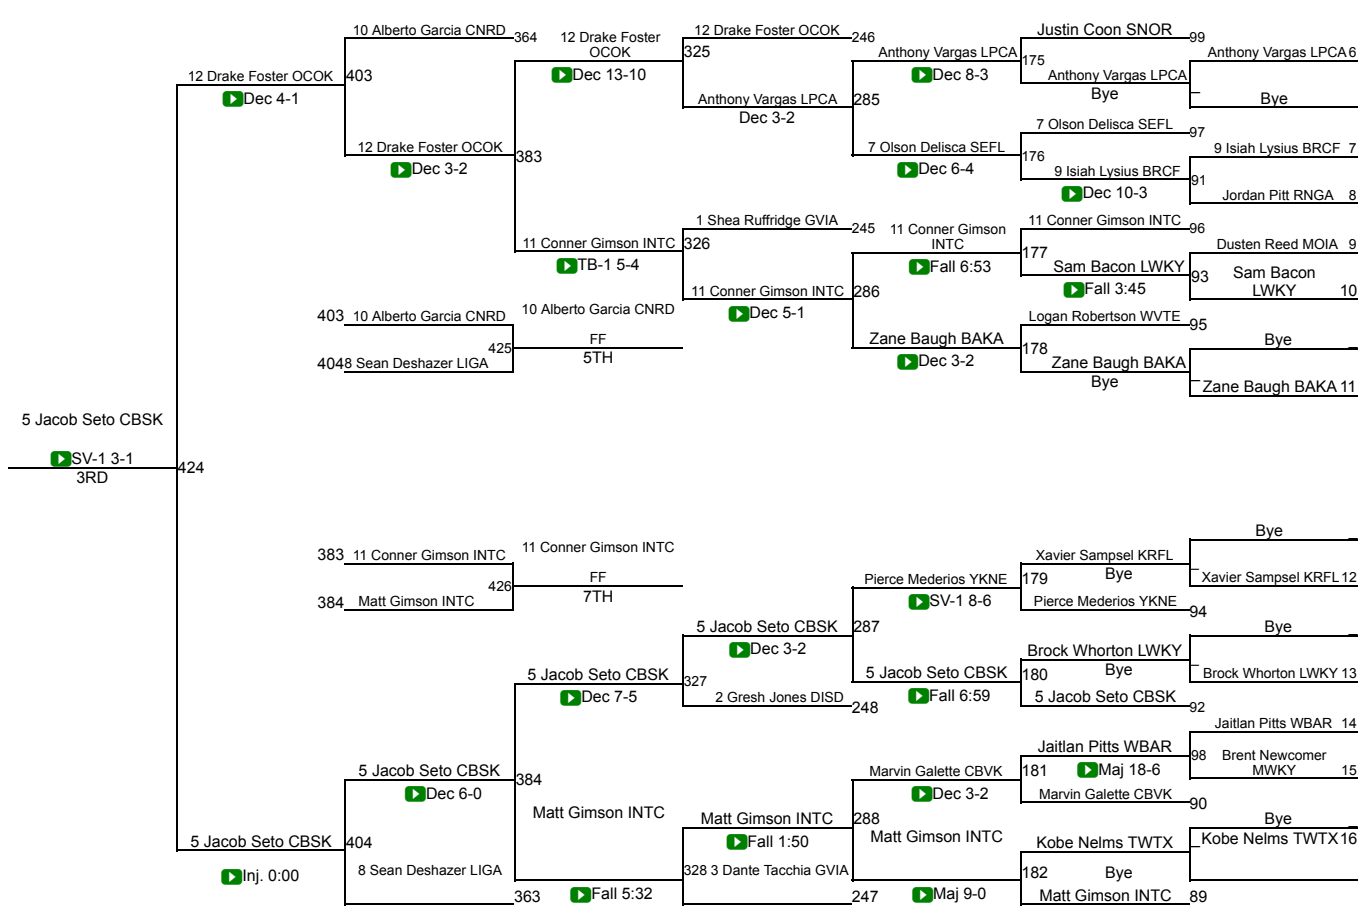 10 Alberto Garcia CNRD
364
12 Drake Foster
OCOK
12 Drake Foster OCOK
246
Justin Coon SNOR
99
Anthony Vargas LPCA 6
Anthony Vargas LPCA
175
325
12 Drake Foster OCOK
403
Dec 13-10
Dec 8-3
Anthony Vargas LPCA
Bye
_
Bye
Dec 4-1
Anthony Vargas LPCA
285
Dec 3-2
7 Olson Delisca SEFL
97
12 Drake Foster OCOK
383
7 Olson Delisca SEFL
176
9 Isiah Lysius BRCF 7
Dec 3-2
Dec 6-4
9 Isiah Lysius BRCF
91
Dec 10-3
Jordan Pitt RNGA 8
1 Shea Ruffridge GVIA
245
11 Conner Gimson
INTC
11 Conner Gimson INTC
96
11 Conner Gimson INTC
326
Dusten Reed MOIA 9
177
TB-1 5-4
Fall 6:53
Sam Bacon LWKY
93
Sam Bacon
LWKY 10
Fall 3:45
11 Conner Gimson INTC
286
403
10 Alberto Garcia CNRD
10 Alberto Garcia CNRD
Dec 5-1
Logan Robertson WVTE
95
425
FF
5TH
Zane Baugh BAKA
178
Bye
_
404
8 Sean Deshazer LIGA
Dec 3-2
Zane Baugh BAKA
Bye
_
Zane Baugh BAKA 11
5 Jacob Seto CBSK
SV-1 3-1
424
3RD
Bye
_
383
11 Conner Gimson INTC
11 Conner Gimson INTC
Xavier Sampsel KRFL
Bye
_
426
FF
7TH
Pierce Mederios YKNE
179
Xavier Sampsel KRFL 12
384
Matt Gimson INTC
SV-1 8-6
Pierce Mederios YKNE
94
5 Jacob Seto CBSK
287
Bye
_
Dec 3-2
Brock Whorton LWKY
Bye
_
5 Jacob Seto CBSK
327
5 Jacob Seto CBSK
180
Brock Whorton LWKY 13
Dec 7-5
2 Gresh Jones DISD
248
Fall 6:59
5 Jacob Seto CBSK
92
Jaitlan Pitts WBAR 14
Jaitlan Pitts WBAR
98
5 Jacob Seto CBSK
384
Marvin Galette CBVK
181
Maj 18-6
Brent Newcomer
MWKY 15
Dec 6-0
Dec 3-2
Marvin Galette CBVK
90
Matt Gimson INTC
Matt Gimson INTC
288
Bye
_
5 Jacob Seto CBSK
404
Fall 1:50
Matt Gimson INTC
Kobe Nelms TWTX
_
Kobe Nelms TWTX 16
Inj. 0:00
8 Sean Deshazer LIGA
328
3 Dante Tacchia GVIA
182
Bye
363
Fall 5:32
247
Maj 9-0
Matt Gimson INTC
89